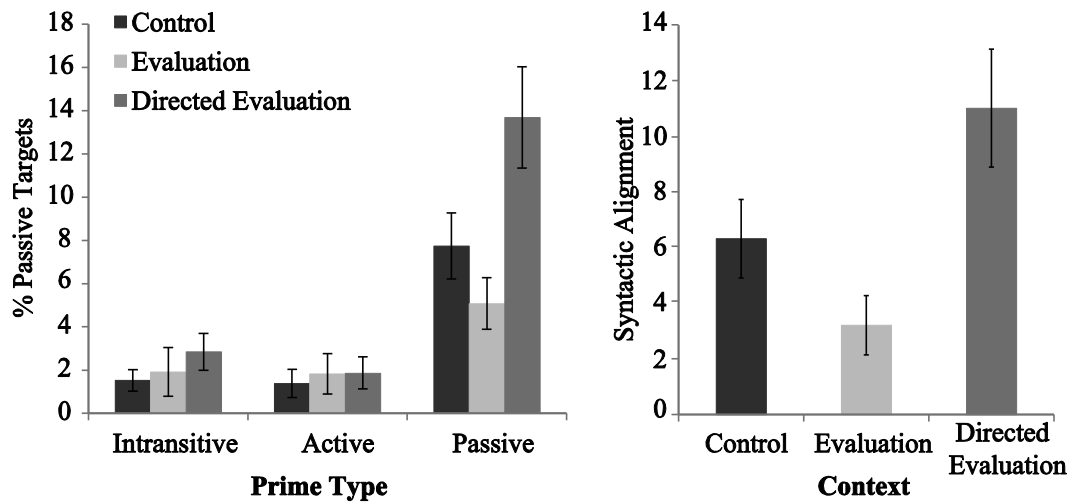 % Passive Targets
18
16
14
12
10
8
6
4
2
0
Control
Evaluation
Directed Evaluation
Intransitive
Active
Passive
Prime Type
Syntactic Alignment
14
12
10
8
6
4
2
0
Control
Evaluation
Directed
Evaluation
Context